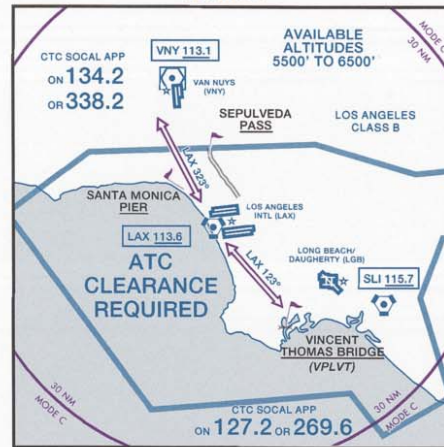 AVAILABLE
ALTITUDES
5500' TO 6500'
MODE C
30 NM
CTC SOCAL APP
ON 134.2
OR 338.2
VNY 113.1
VAN NUYS
(VNY)
SEPULVEDA
PASS
LOS ANGELES
CLASS B
LAX 323°
SANTA MONICA
PIER
LOS ANGELES
INTL (LAX)
LAX 113.6
ATC
CLEARANCE
REQUIRED
LAX 123°
LONG BEACH/
DAUGHERTY (LGB)
SLI 115.7
VINCENT
THOMAS BRIDGE
(VPLVT)
30 NM
MODE C
CTC SOCAL APP
ON 127.2 OR 269.6
30 NM
MODE C